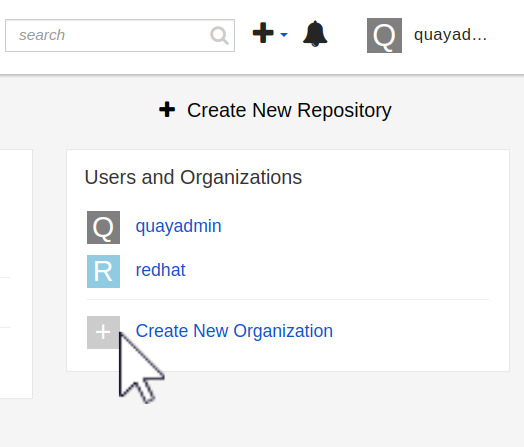 search
Q quayad...
Create New Repository
Users and Organizations
Q quayadmin
R redhat
+ Create New Organization